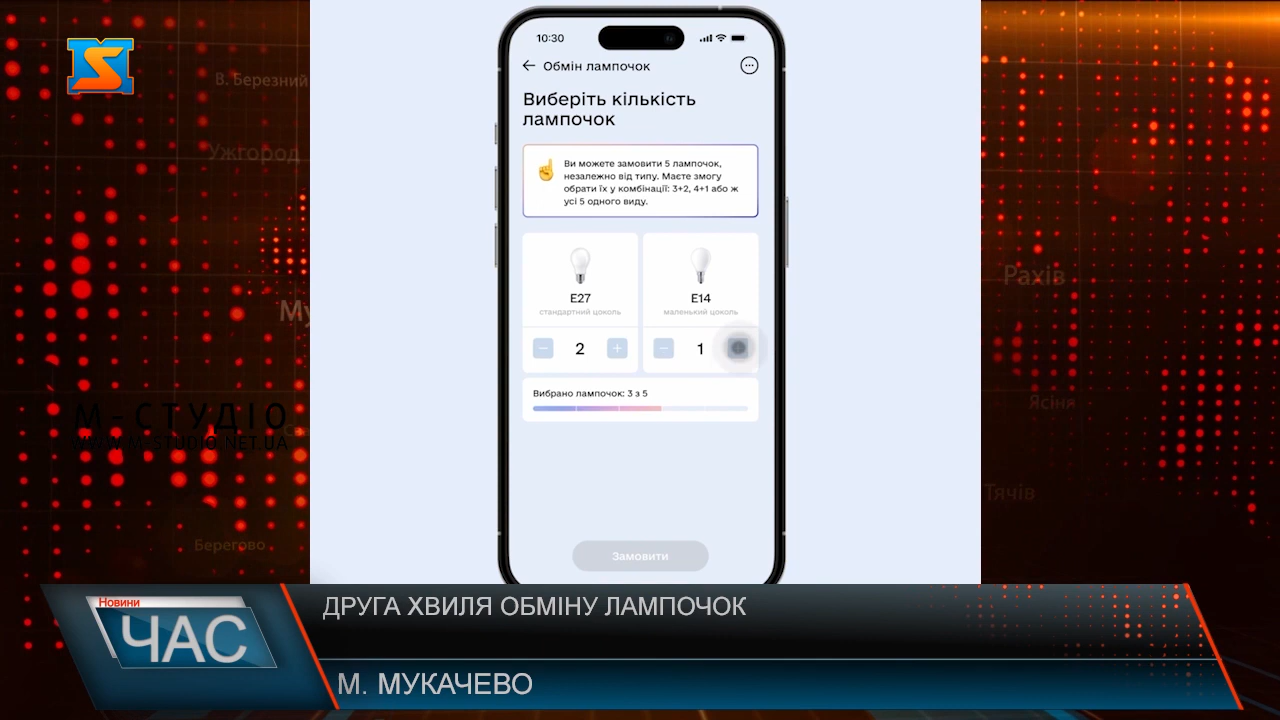 10:30
Обмін лампочок
Виберіть кількість
лампочок
Ви можете замовити 5 лампочок,
незалежно від типу. Маєте змогу
обрати їх у комбінації: 3+2, 4+1 або ж
усі 5 одного виду.
E27
стандартний цоколь
E14
маленький цоколь
2
1
Вибрано лампочок: 3 з 5
Замовити
В. Березний
Ужгород
Му
Берегово
Рахів
Ясіня
Тячів
М-СТУДІО
WWW.M-STUDIO.NET.UA
Новини
ЧАС
ДРУГА ХВИЛЯ ОБМІНУ ЛАМПОЧОК
М. МУКАЧЕВО